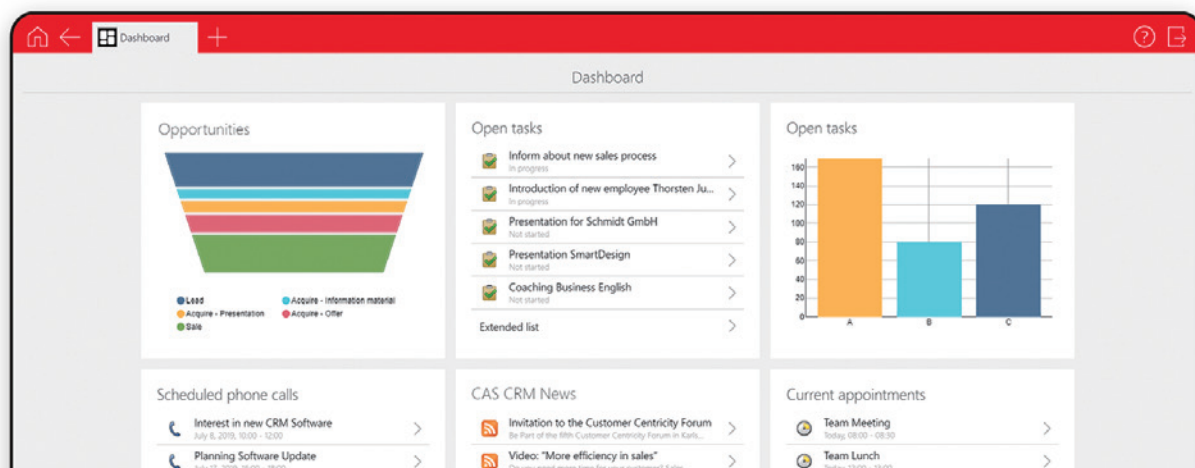 Dashboard
Dashboard
Opportunities
Lead
Acquire - Information material
Acquire - Presentation
Acquire - Offer
Sale
Open tasks
Inform about new sales process
In progress
Introduction of new employee Thorsten Ju...
In progress
Presentation for Schmidt GmbH
Not started
Presentation SmartDesign
Not started
Coaching Business English
Not started
Extended list
Open tasks
160
140
120
100
80
60
40
20
0
A
B
C
Scheduled phone calls
Interest in new CRM Software
July 8, 2019, 10:00 - 12:00
Planning Software Update
CAS CRM News
Invitation to the Customer Centricity Forum
Be Part of the fifth Customer Centricity Forum in Karls...
Video: "More efficiency in sales"
Current appointments
Team Meeting
Today, 08:00 - 08:30
Team Lunch